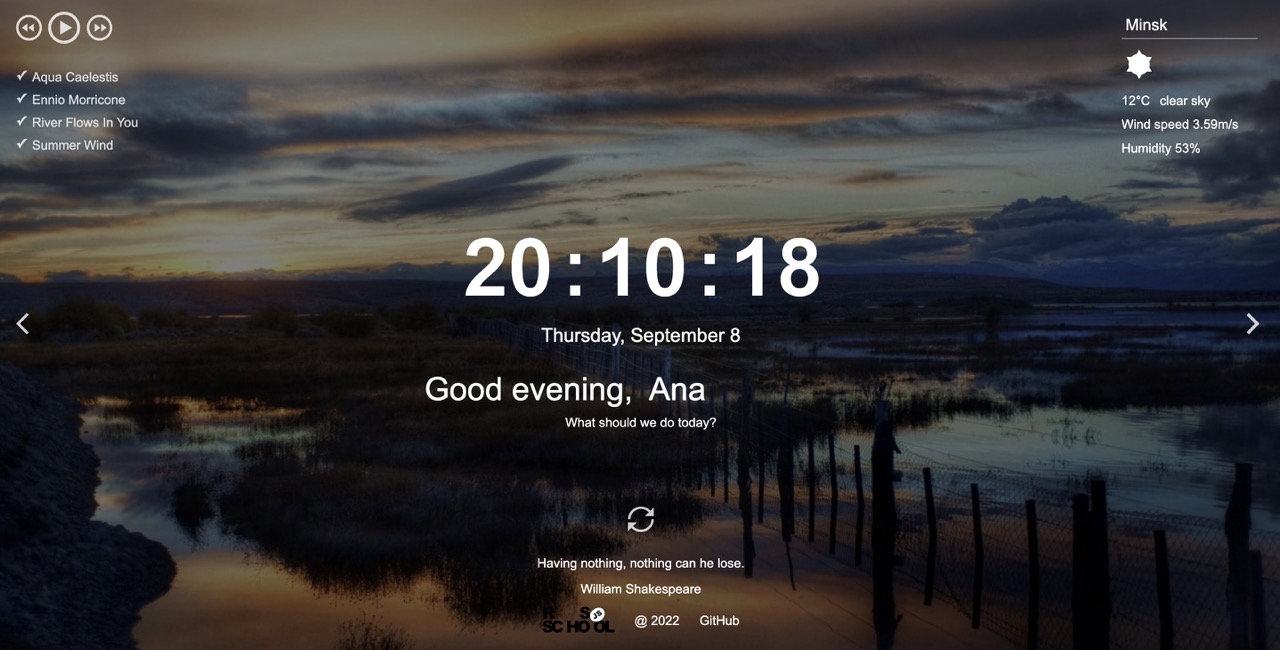 Minsk
Aqua Caelestis
Ennio Morricone
River Flows In You
Summer Wind
12°C clear sky
Wind speed 3.59m/s
Humidity 53%
20:10:18
Thursday, September 8
Good evening, Ana
What should we do today?
Having nothing, nothing can he lose.
William Shakespeare
RS
SCHOOL
JS
@ 2022 GitHub